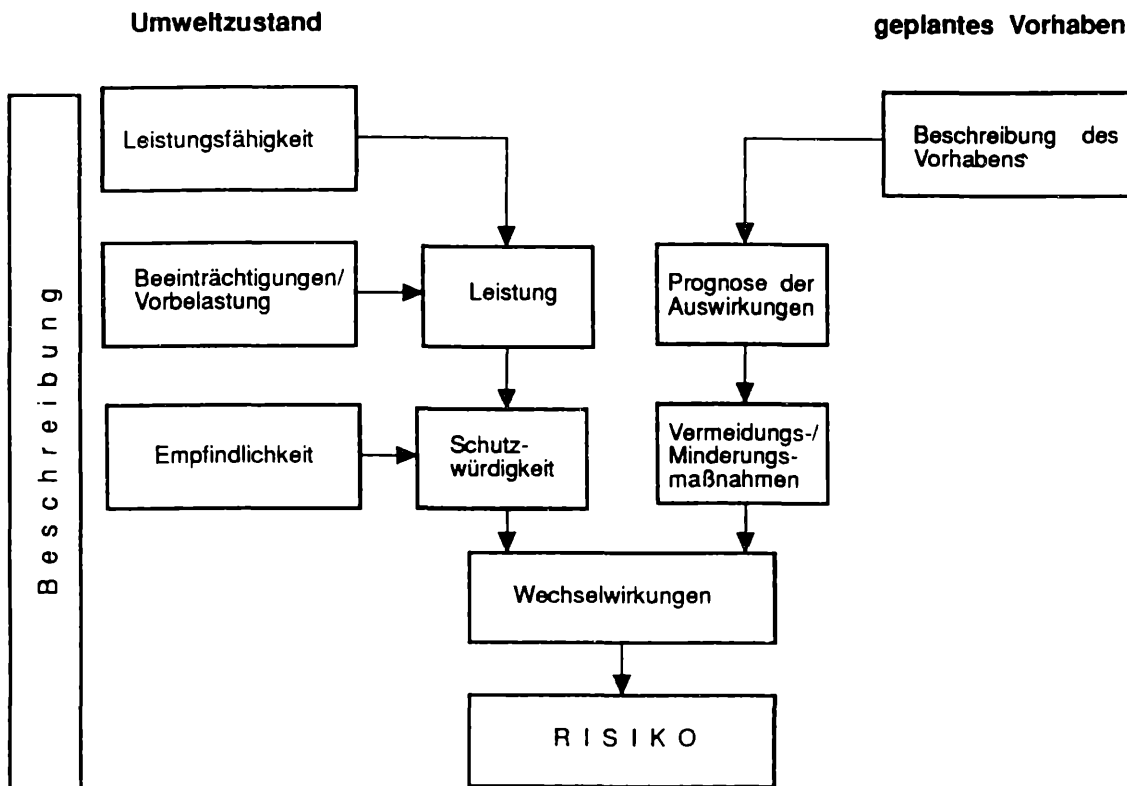 Umweltzustand
geplantes Vorhaben
Beschreibung
Leistungsfähigkeit
Beschreibung des
Vorhabens
Beeinträchtigungen/
Vorbelastung
Leistung
Prognose der
Auswirkungen
Empfindlichkeit
Schutz-
würdigkeit
Vermeidungs-/
Minderungs-
maßnahmen
Wechselwirkungen
RISIKO